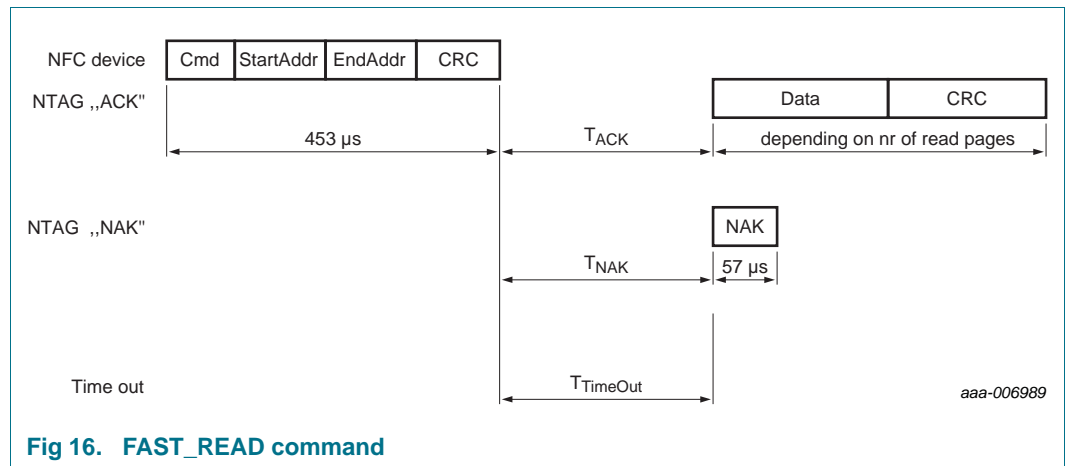 NFC device Cmd StartAddr EndAddr CRC
NTAG ,,ACK" Data CRC
453 µs TACK depending on nr of read pages
NTAG ,,NAK" NAK
TNAK 57 µs
Time out TTimeOut aaa-006989
Fig 16. FAST_READ command